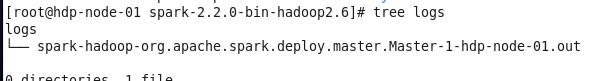 [root@hdp-node-01 spark-2.2.0-bin-hadoop2.6]# tree logs
logs
└── spark-hadoop-org.apache.spark.deploy.master.Master-1-hdp-node-01.out
0 directories, 1 file